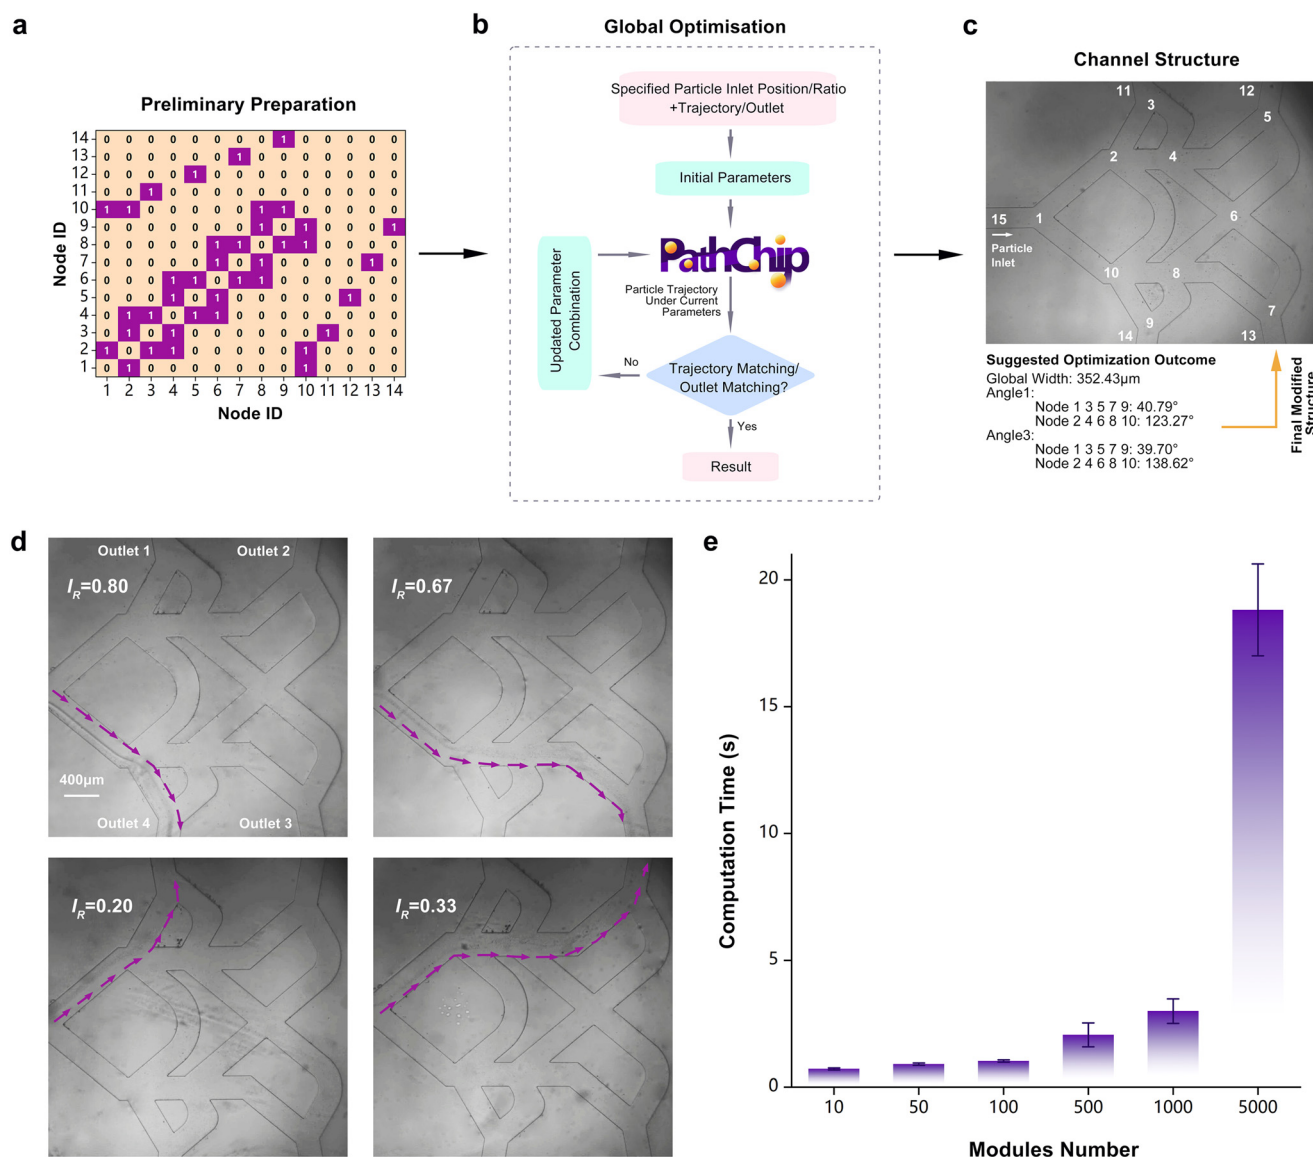 a
Preliminary Preparation
Node ID
14 0 0 0 0 0 0 0 0 1 0 0 0 0 0
13 0 0 0 0 0 0 1 0 0 0 0 0 0 0
12 0 0 0 0 1 0 0 0 0 0 0 0 0 0
11 0 0 1 0 0 0 0 0 0 0 0 0 0 0
10 1 1 0 0 0 0 0 1 1 0 0 0 0 0
9 0 0 0 0 0 0 0 1 0 1 0 0 0 1
8 0 0 0 0 0 1 1 0 1 1 0 0 0 0
7 0 0 0 0 0 1 0 1 0 0 0 0 1 0
6 0 0 0 1 1 0 1 1 0 0 0 0 0 0
5 0 0 0 1 0 1 0 0 0 0 0 1 0 0
4 0 1 1 0 1 1 0 0 0 0 0 0 0 0
3 0 1 0 1 0 0 0 0 0 0 1 0 0 0
2 1 0 1 1 0 0 0 0 0 1 0 0 0 0
1 0 1 0 0 0 0 0 0 0 1 0 0 0 0
1 2 3 4 5 6 7 8 9 10 11 12 13 14
Node ID
b
Global Optimisation
Specified Particle Inlet Position/Ratio
+Trajectory/Outlet
Initial Parameters
PathChip
Updated Parameter
Combination
Particle Trajectory
Under Current
Parameters
Trajectory Matching/
Outlet Matching?
No
Yes
Result
c
Channel Structure
11
12
3
5
2
4
15
1
6
Particle
Inlet
10
8
9
7
14
13
Suggested Optimization Outcome
Global Width: 352.43μm
Angle1:
Node 1 3 5 7 9: 40.79°
Node 2 4 6 8 10: 123.27°
Angle3:
Node 1 3 5 7 9: 39.70°
Node 2 4 6 8 10: 138.62°
Final Modified
Structure
d
Outlet 1
Outlet 2
I_R=0.80
400μm
Outlet 4
Outlet 3
I_R=0.67
I_R=0.20
I_R=0.33
e
Computation Time (s)
20
15
10
5
0
10 50 100 500 1000 5000
Modules Number